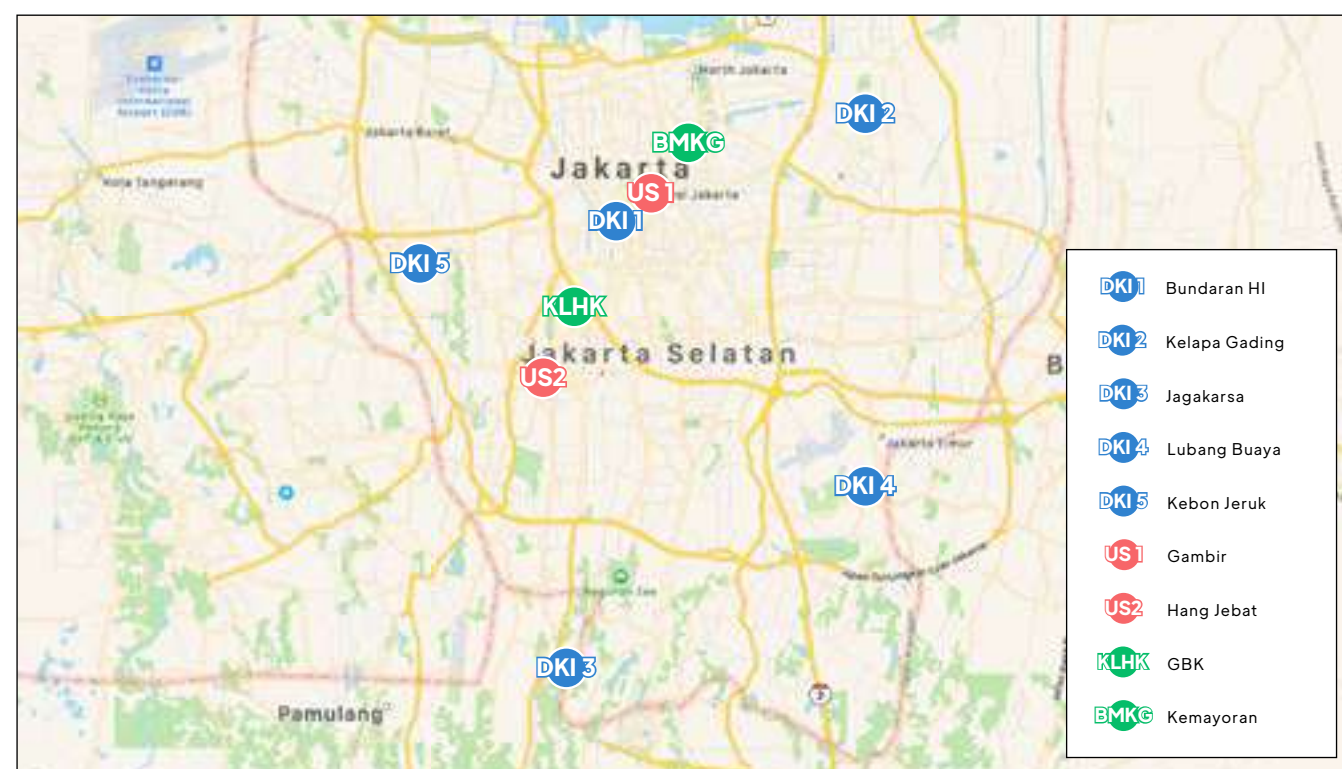 North Jakarta
DKI 2
Jakarta Barat
BMKG
Jakarta
Kota Tangerang
US 1
Jakarta
DKI 1
DKI 5
KLHK
Jakarta Selatan
B
US2
Jakarta Timur
DKI 4
DKI 3
Pamulang
DKI 1 Bundaran HI
DKI 2 Kelapa Gading
DKI 3 Jagakarsa
DKI 4 Lubang Buaya
DKI 5 Kebon Jeruk
US 1 Gambir
US2 Hang Jebat
KLHK GBK
BMKG Kemayoran